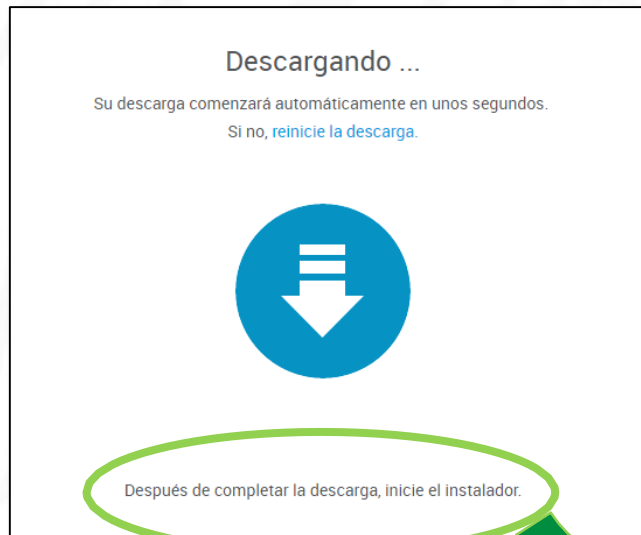 Descargando ...
Su descarga comenzará automáticamente en unos segundos.
Si no, reinicie la descarga.
Después de completar la descarga, inicie el instalador.